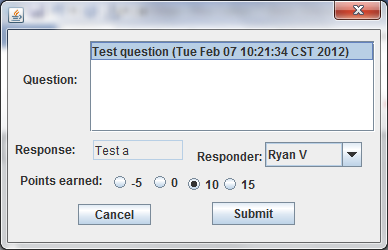 Test question (Tue Feb 07 10:21:34 CST 2012)
Question:
Response: Test a Responder: Ryan V
Points earned: -5 0 10 15
Cancel Submit